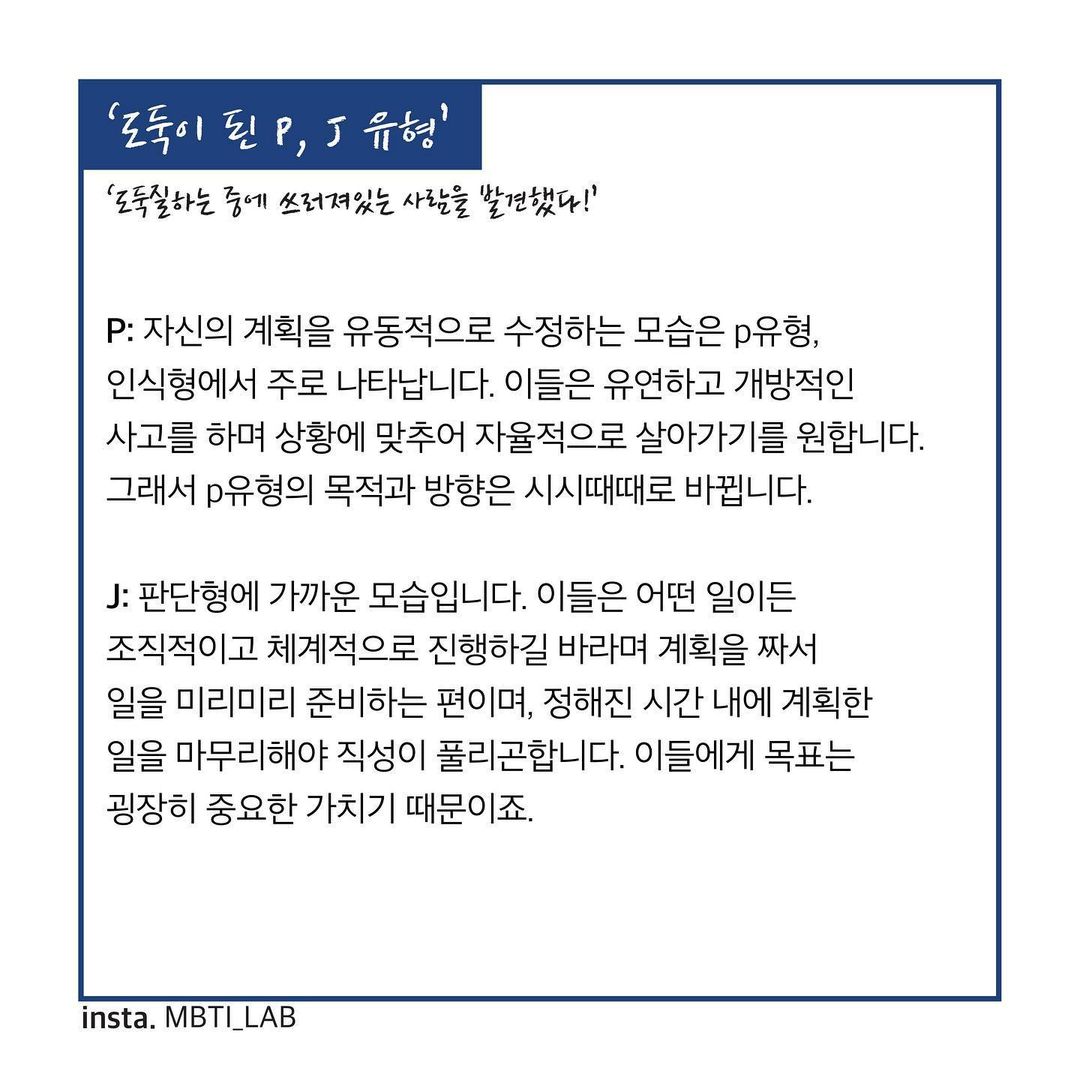 '도둑이 된 P, J 유형'
'도둑질하는 중에 쓰러져있는 사람을 발견했다!'
P: 자신의 계획을 유동적으로 수정하는 모습은 p유형,
인식형에서 주로 나타납니다. 이들은 유연하고 개방적인
사고를 하며 상황에 맞추어 자율적으로 살아가기를 원합니다.
그래서 p유형의 목적과 방향은 시시때때로 바뀝니다.
J: 판단형에 가까운 모습입니다. 이들은 어떤 일이든
조직적이고 체계적으로 진행하길 바라며 계획을 짜서
일을 미리미리 준비하는 편이며, 정해진 시간 내에 계획한
일을 마무리해야 직성이 풀리곤합니다. 이들에게 목표는
굉장히 중요한 가치기 때문이죠.
insta. MBTI_LAB